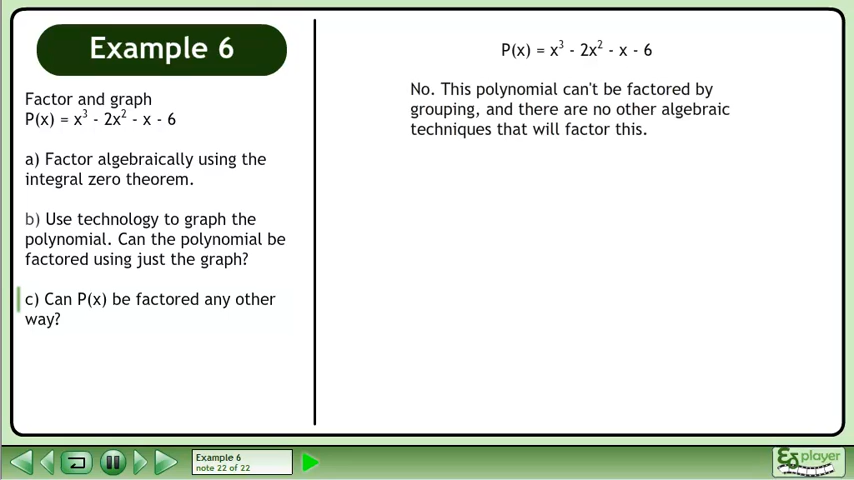 Example 6
Factor and graph
P(x) = x³ - 2x² - x - 6
a) Factor algebraically using the
integral zero theorem.
b) Use technology to graph the
polynomial. Can the polynomial be
factored using just the graph?
c) Can P(x) be factored any other
way?
P(x) = x³ - 2x² - x - 6
No. This polynomial can't be factored by
grouping, and there are no other algebraic
techniques that will factor this.
Example 6
note 22 of 22
player